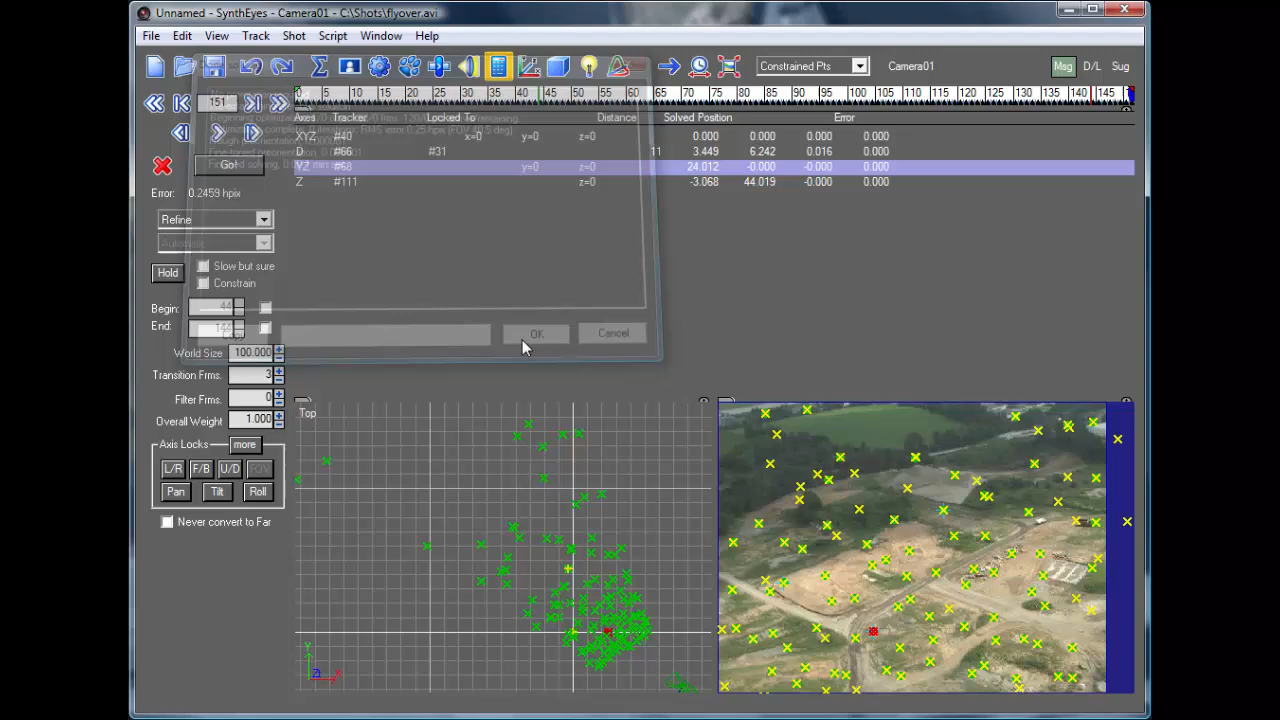 Unnamed - SynthEyes - Camera01 - C:\Shots\flyover.avi
File Edit View Track Shot Script Window Help
Constrained Pts Camera01 Msg D/L Sug
151 0 5 10 15 20 25 30 35 40 45 50 55 60 65 70 75 80 85 90 95 100 105 110 115 120 125 130 135 140 145
Axes Tracker Locked To Distance Solved Position Error
XYZ #40 x=0 y=0 z=0 0.000 0.000 0.000 0.000
D #66 #31 11 3.449 6.242 0.016 0.000
YZ #68 y=0 z=0 24.012 -0.000 -0.000 0.000
Z #111 z=0 -3.068 44.019 -0.000 0.000
Go!
Error: 0.2459 hpix
Refine
Automatic
Hold
Slow but sure
Constrain
Begin: 44
End: 144
OK Cancel
World Size 100.000
Transition Frms. 3
Filter Frms. 0
Overall Weight 1.000
Axis Locks more
L/R F/B U/D FOV
Pan Tilt Roll
Never convert to Far
Top
Y
Z X